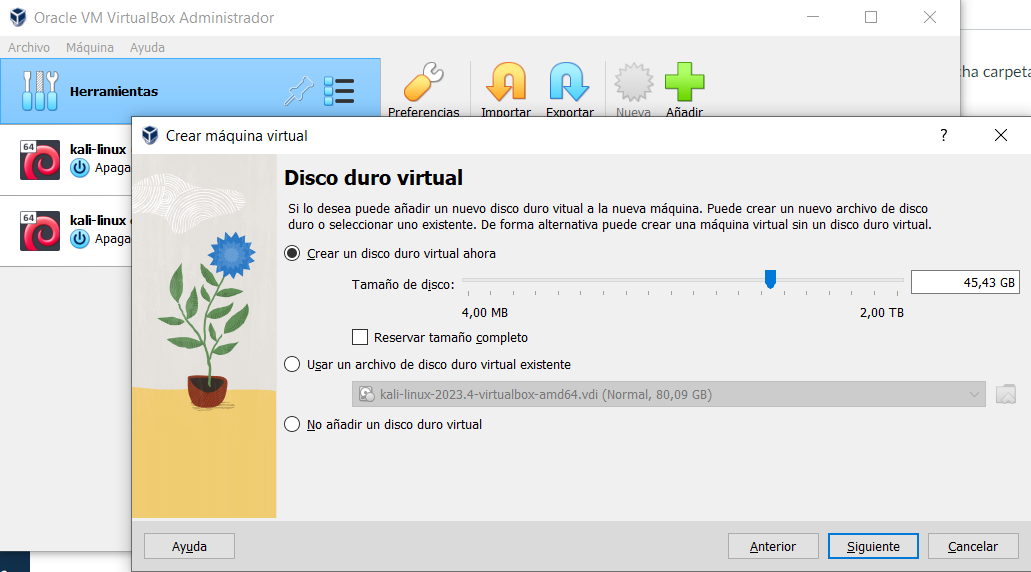 Oracle VM VirtualBox Administrador
Archivo Máquina Ayuda
Herramientas
Preferencias Importar Exportar Nueva Añadir
cha carpeta
64 kali-linux
Apaga
64 kali-linux
Apaga
Crear máquina virtual ?
Disco duro virtual
Si lo desea puede añadir un nuevo disco duro vitual a la nueva máquina. Puede crear un nuevo archivo de disco
duro o seleccionar uno existente. De forma alternativa puede crear una máquina virtual sin un disco duro virtual.
Crear un disco duro virtual ahora
Tamaño de disco: 45,43 GB
4,00 MB 2,00 TB
Reservar tamaño completo
Usar un archivo de disco duro virtual existente
kali-linux-2023.4-virtualbox-amd64.vdi (Normal, 80,09 GB)
No añadir un disco duro virtual
Ayuda Anterior Siguiente Cancelar